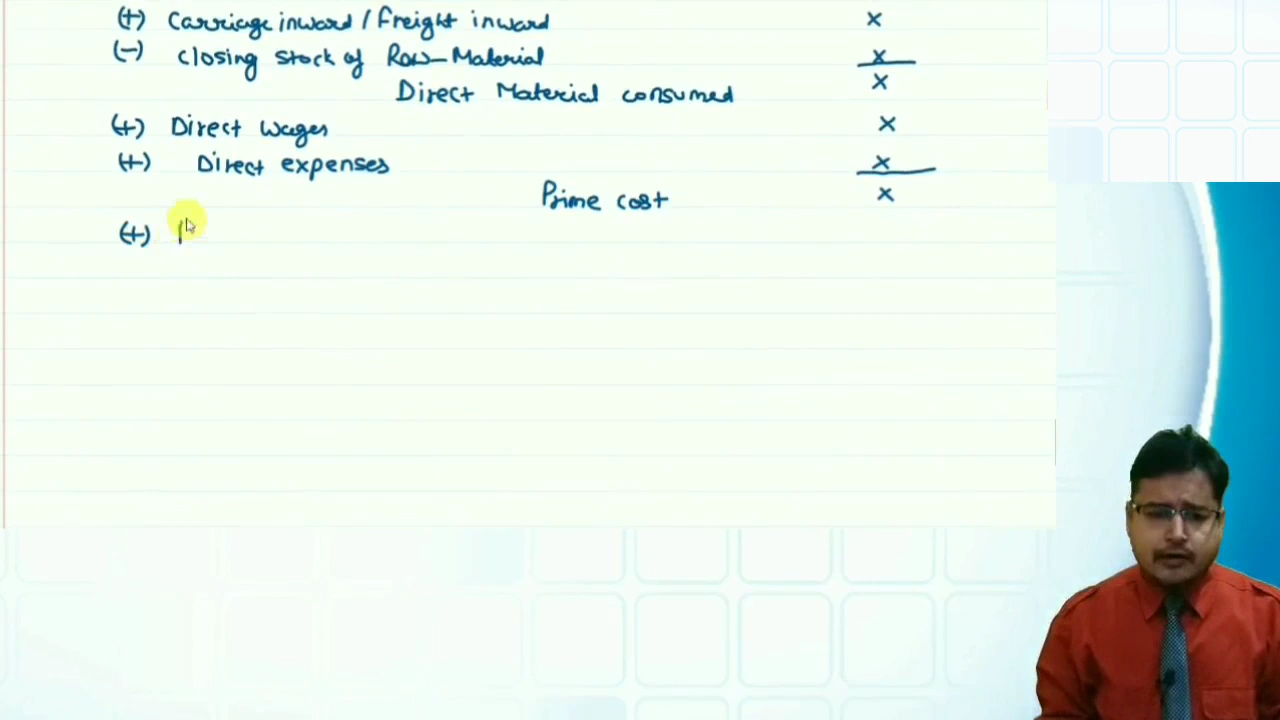 (+) Carriage inward / Freight inward x
(-) Closing stock of Raw-Material x
Direct Material consumed x
(+) Direct wages x
(+) Direct expenses x
Prime cost x
(+)